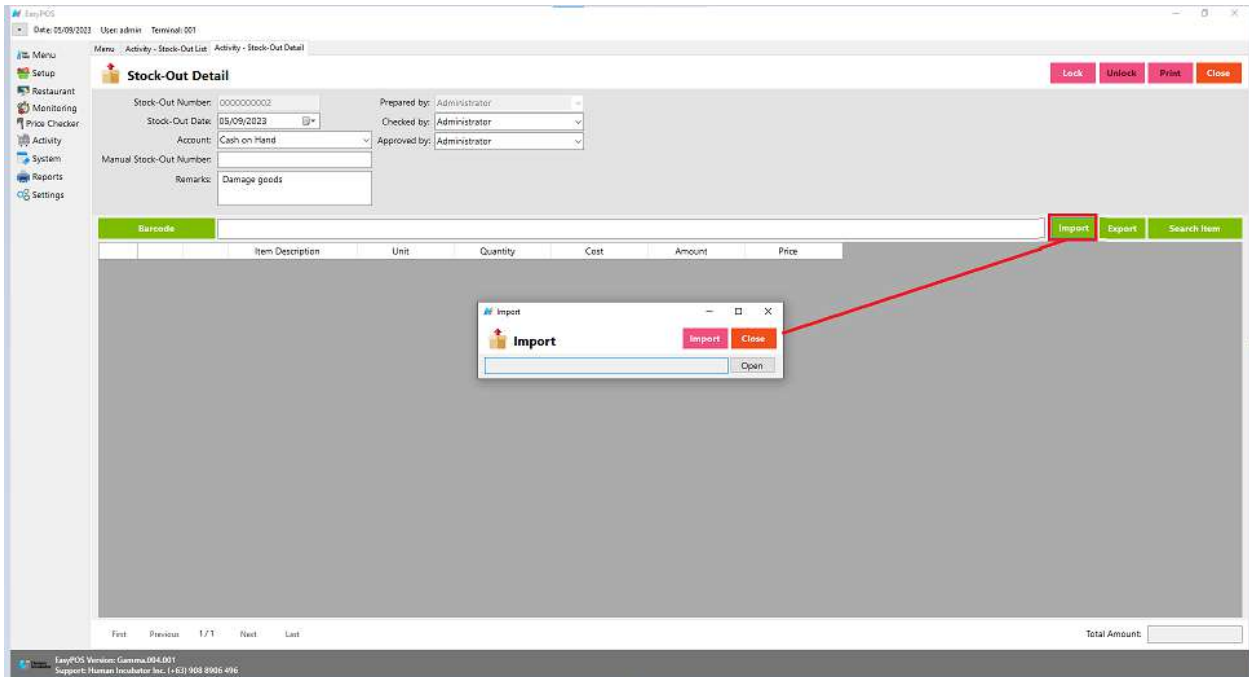 EasyPOS
Date: 05/09/2023 User: admin Terminal: 001
Menu Activity - Stock-Out List Activity - Stock-Out Detail
Menu
Setup
Restaurant
Monitoring
Price Checker
Activity
System
Reports
Settings
Stock-Out Detail
Lock Unlock Print Close
Stock-Out Number: 0000000002 Prepared by: Administrator
Stock-Out Date: 05/09/2023 Checked by: Administrator
Account: Cash on Hand Approved by: Administrator
Manual Stock-Out Number:
Remarks: Damage goods
Barcode Import Export Search Item
Item Description Unit Quantity Cost Amount Price
Import
Import Import Close
Open
First Previous 1 / 1 Next Last Total Amount:
EasyPOS Version: Gamma.004.001
Support: Human Incubator Inc. (+63) 908 8906 496